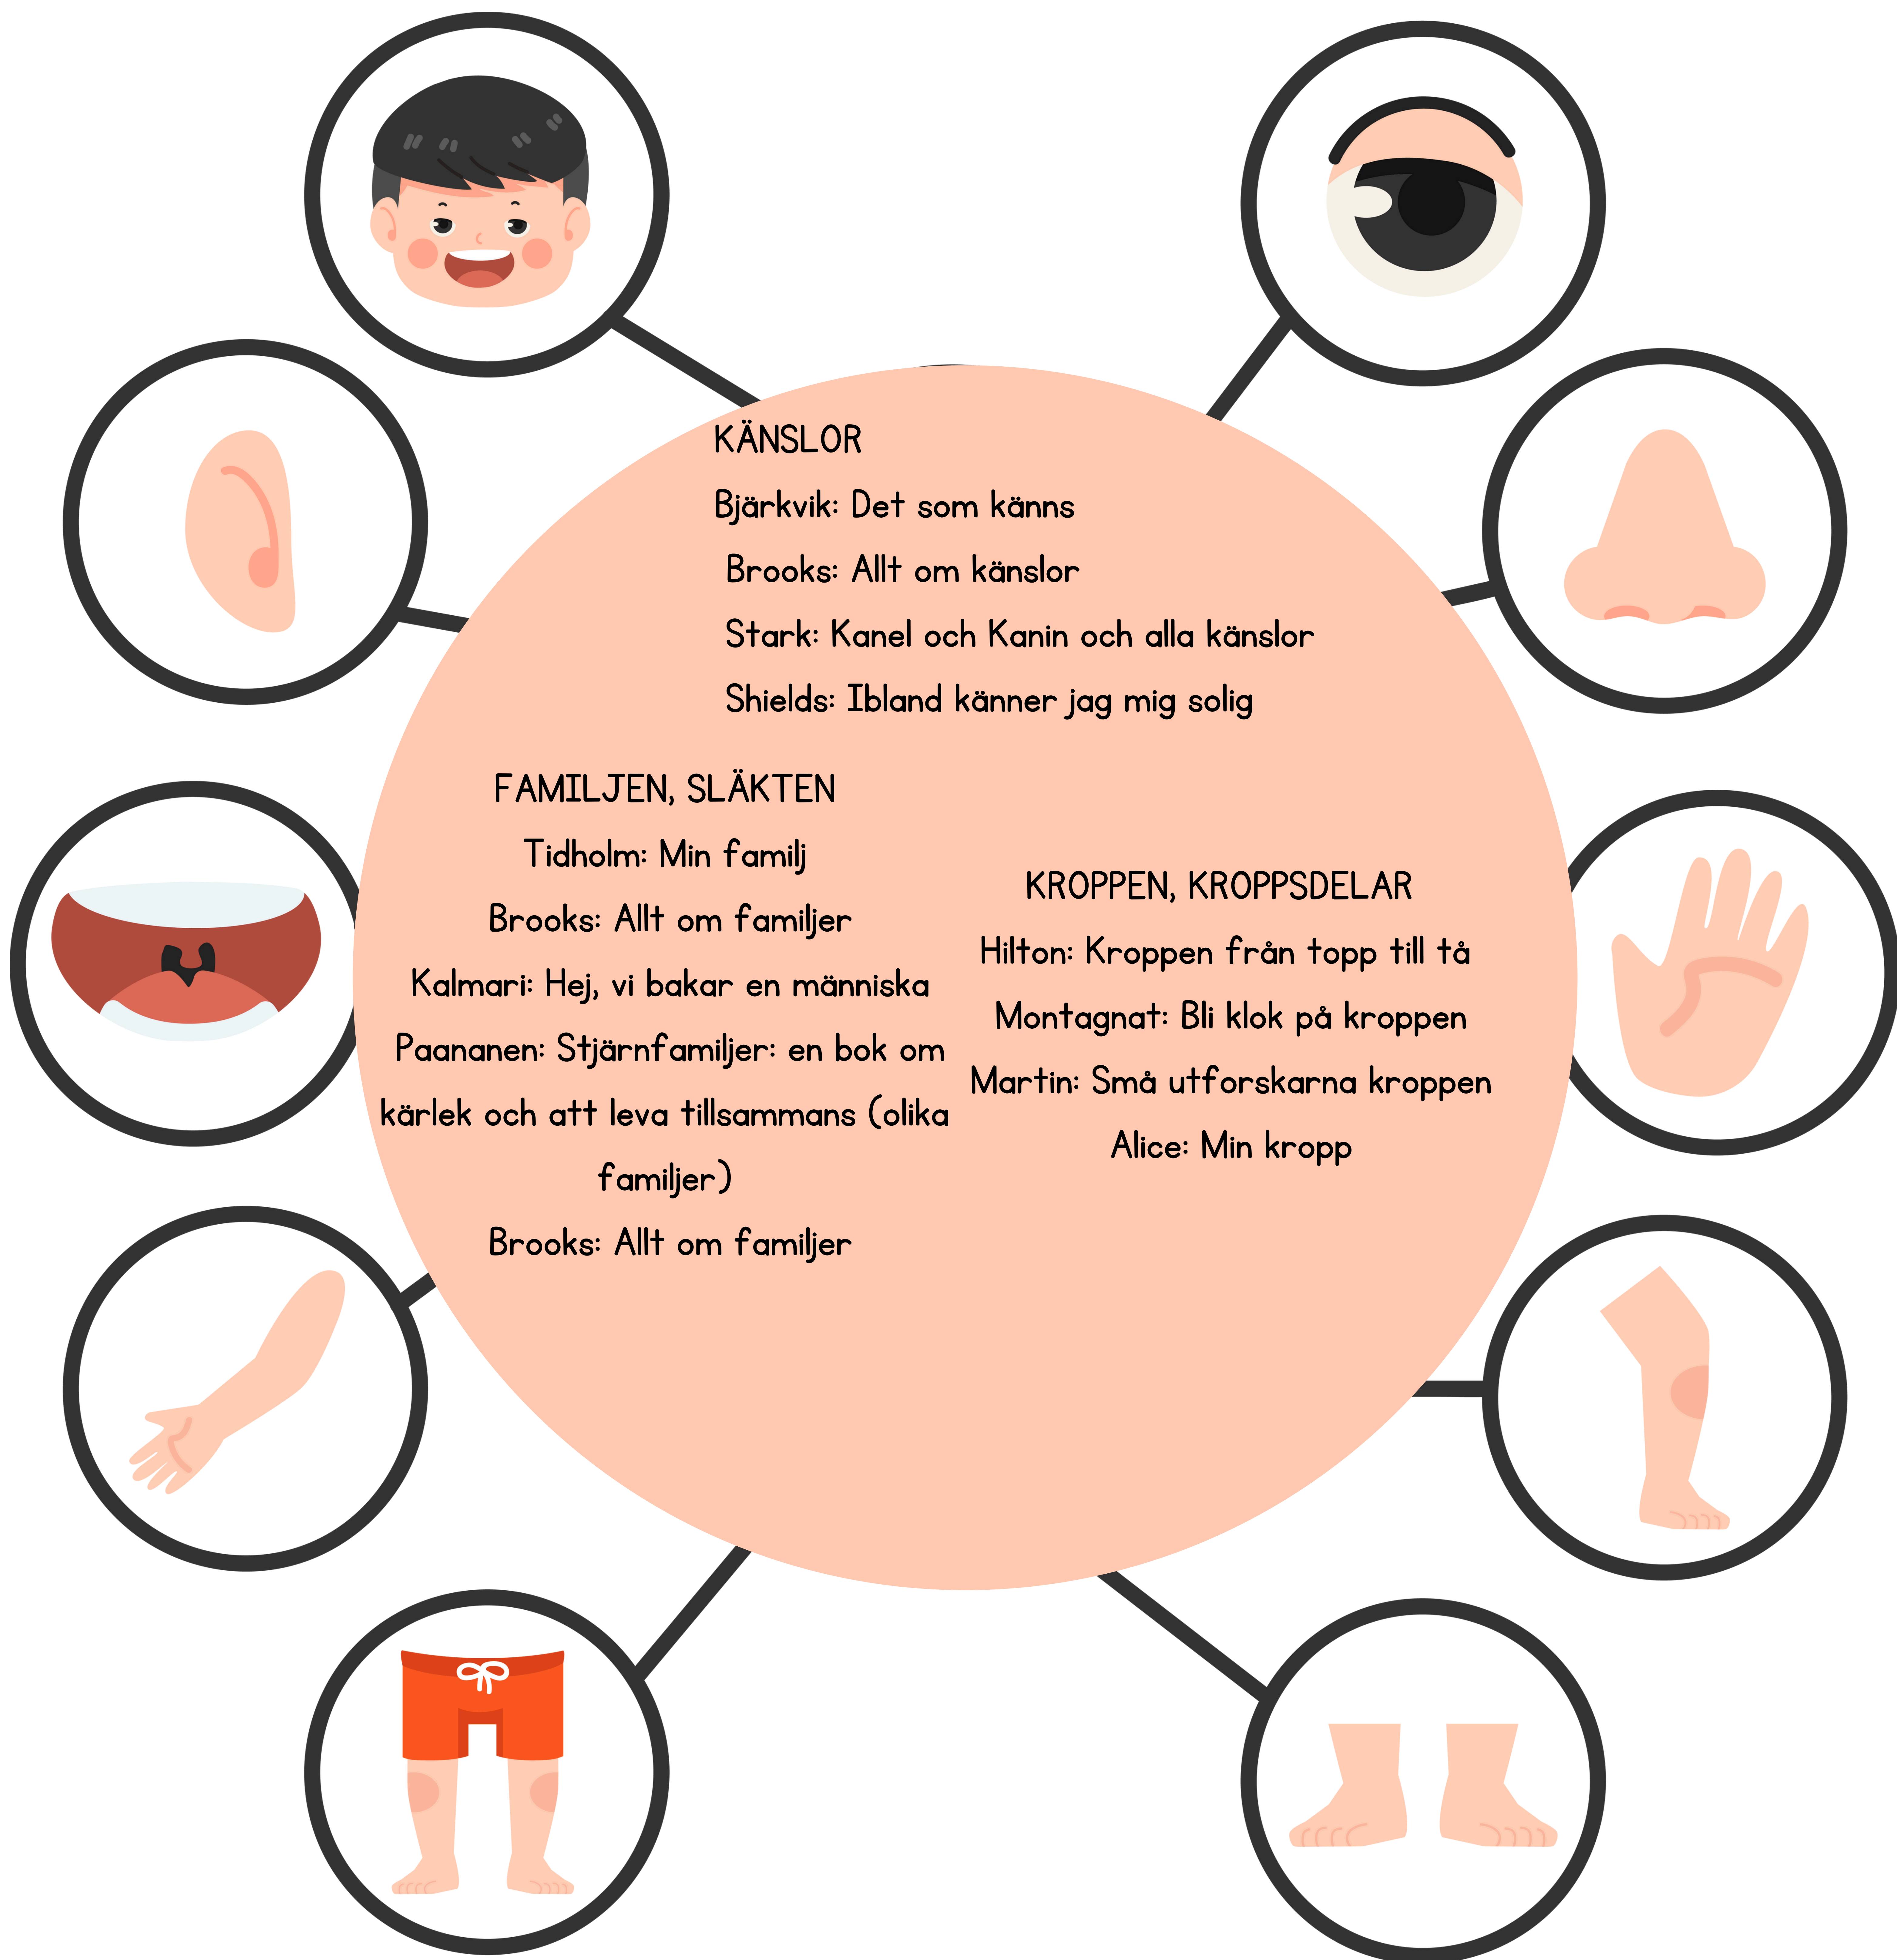 KÄNSLOR
Bjärkvik: Det som känns
Brooks: Allt om känslor
Stark: Kanel och Kanin och alla känslor
Shields: Ibland känner jag mig solig
FAMILJEN, SLÄKTEN
Tidholm: Min familj
Brooks: Allt om familjer
Kalmari: Hej, vi bakar en människa
Paananen: Stjärnfamiljer: en bok om
kärlek och att leva tillsammans (olika
familjer)
Brooks: Allt om familjer
KROPPEN, KROPPSDELAR
Hilton: Kroppen från topp till tå
Montagnat: Bli klok på kroppen
Martin: Små utforskarna kroppen
Alice: Min kropp